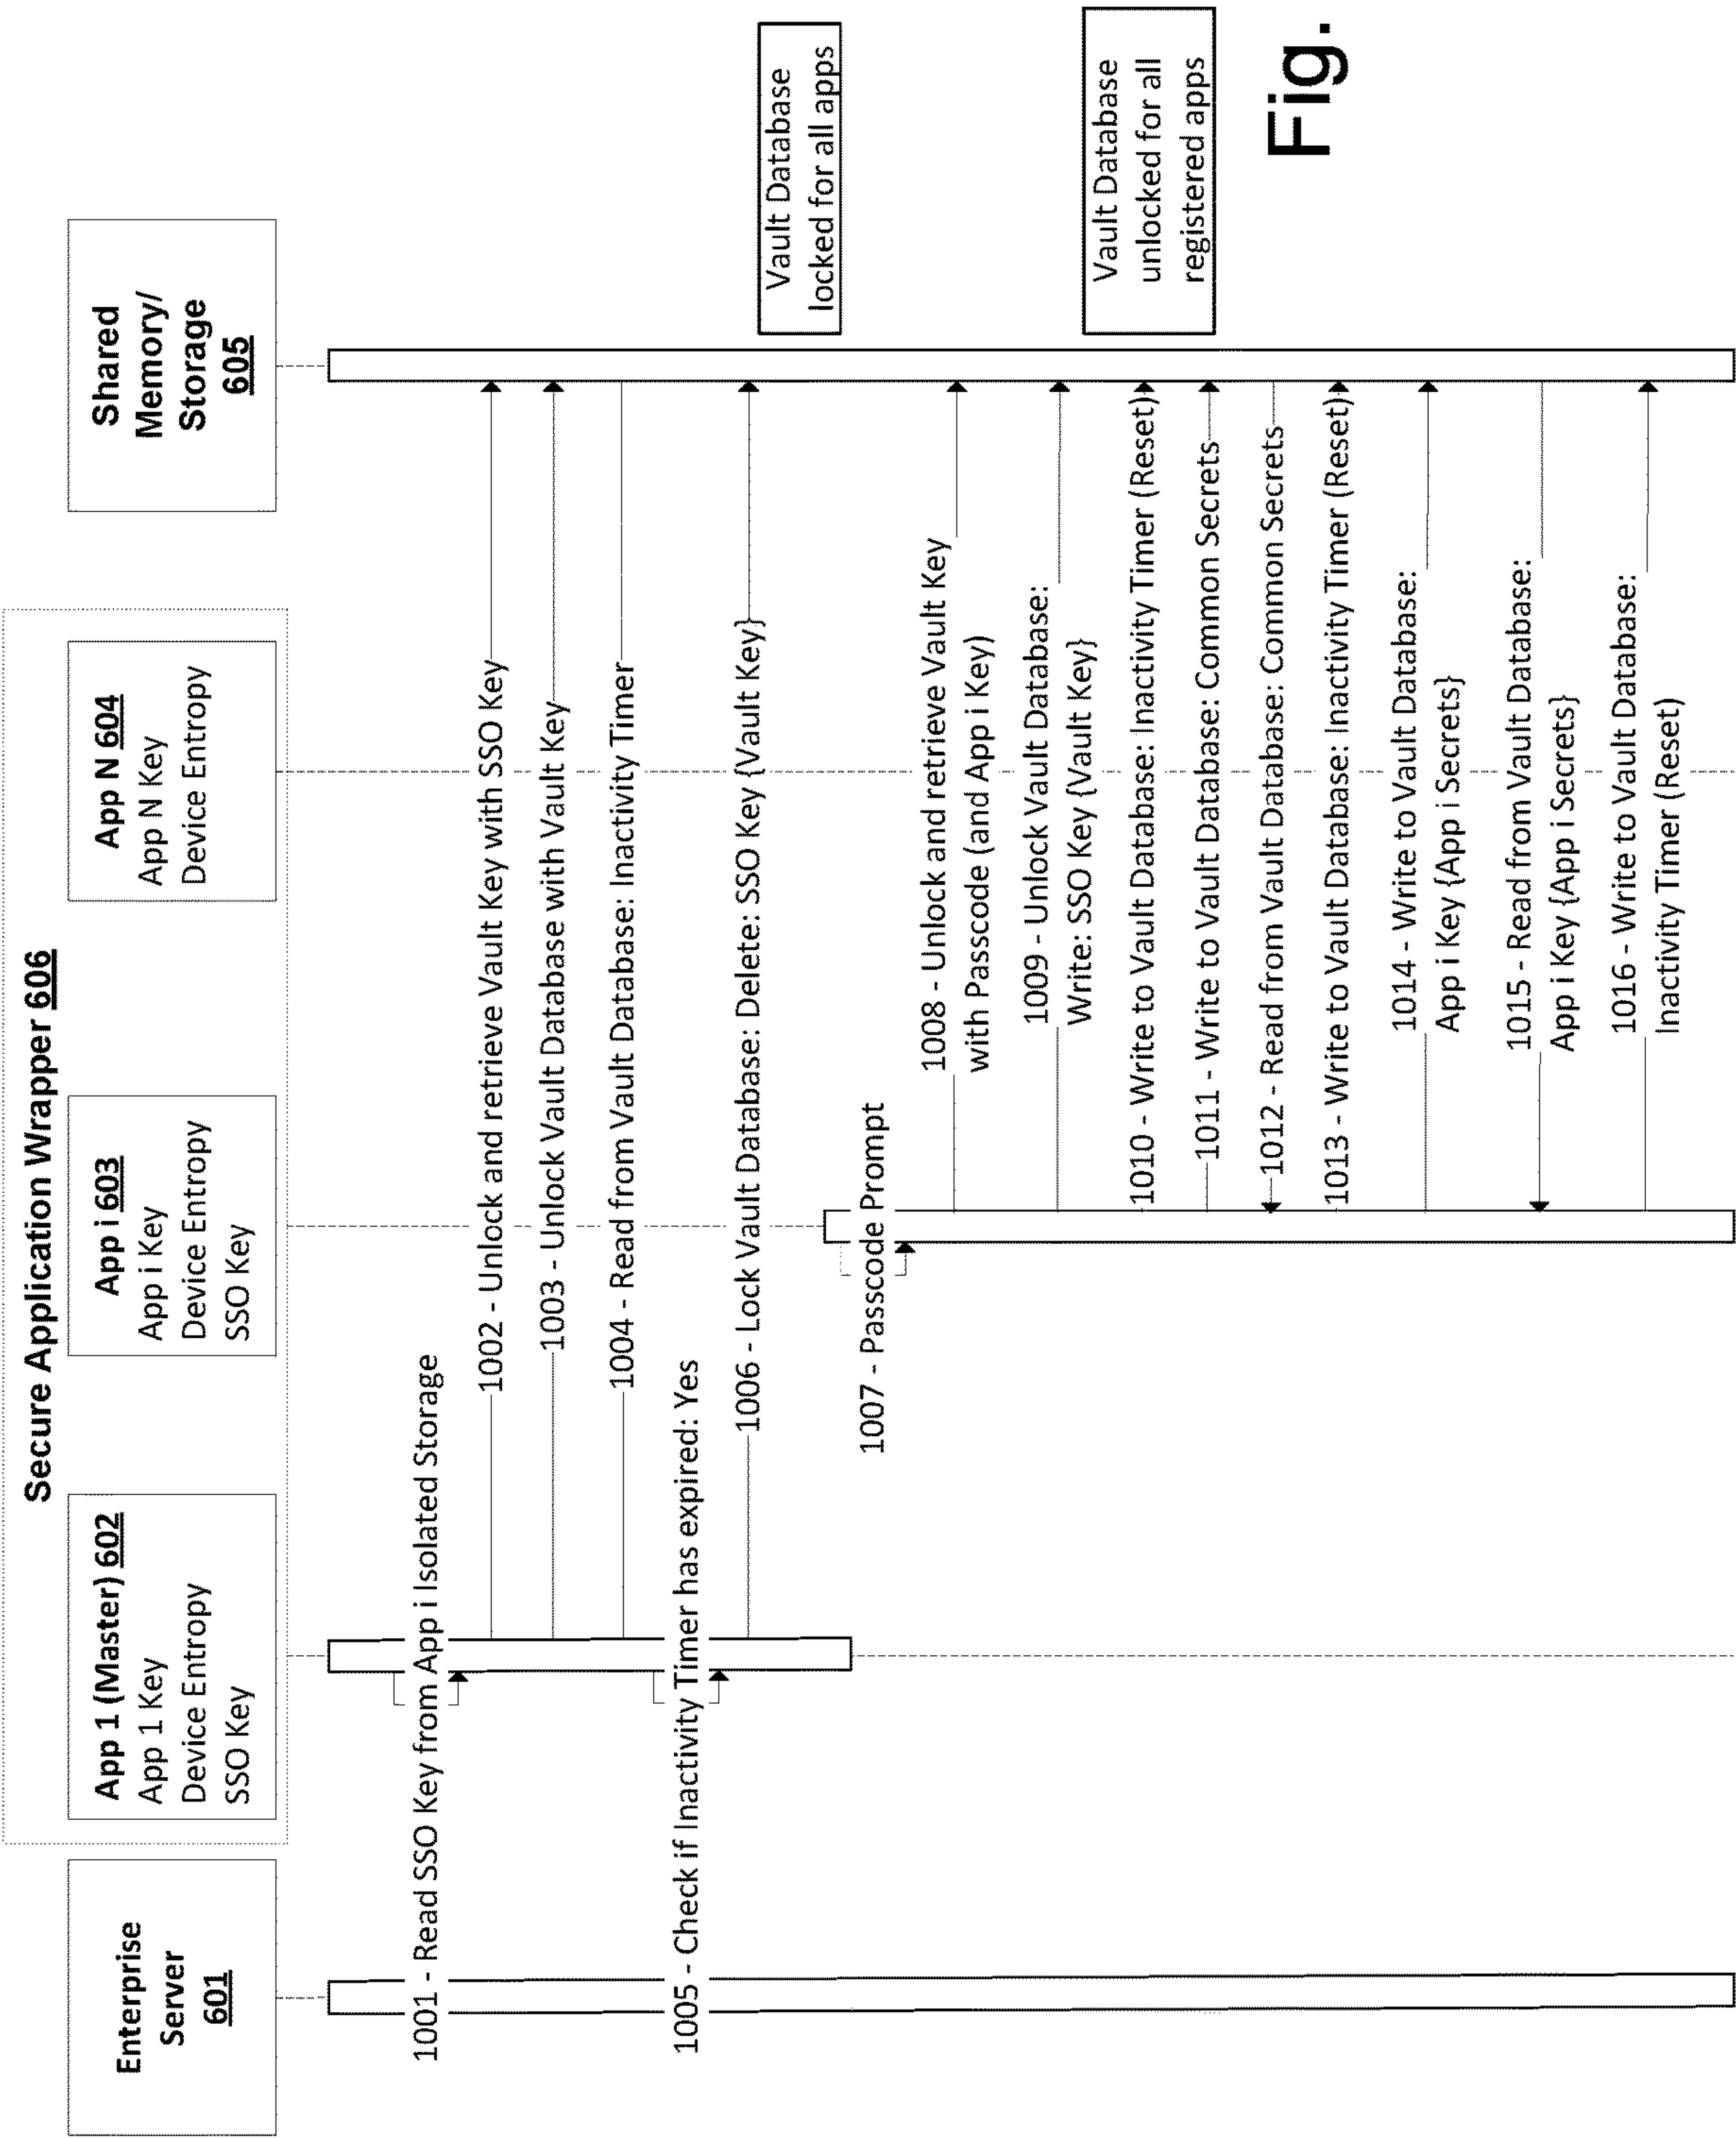 Secure Application Wrapper 606
Enterprise
Server
601
App 1 (Master) 602
App 1 Key
Device Entropy
SSO Key
App i 603
App i Key
Device Entropy
SSO Key
App N 604
App N Key
Device Entropy
Shared
Memory/
Storage
605
1001 - Read SSO Key from App i Isolated Storage
1002 - Unlock and retrieve Vault Key with SSO Key
1003 - Unlock Vault Database with Vault Key
1004 - Read from Vault Database: Inactivity Timer
1005 - Check if Inactivity Timer has expired: Yes
1006 - Lock Vault Database: Delete: SSO Key {Vault Key}
Vault Database
locked for all apps
1007 - Passcode Prompt
1008 - Unlock and retrieve Vault Key
with Passcode (and App i Key)
1009 - Unlock Vault Database:
Write: SSO Key {Vault Key}
1010 - Write to Vault Database: Inactivity Timer (Reset)
Vault Database
unlocked for all
registered apps
1011 - Write to Vault Database: Common Secrets
1012 - Read from Vault Database: Common Secrets
1013 - Write to Vault Database: Inactivity Timer (Reset)
1014 - Write to Vault Database:
App i Key {App i Secrets}
1015 - Read from Vault Database:
App i Key {App i Secrets}
1016 - Write to Vault Database:
Inactivity Timer (Reset)
Fig.